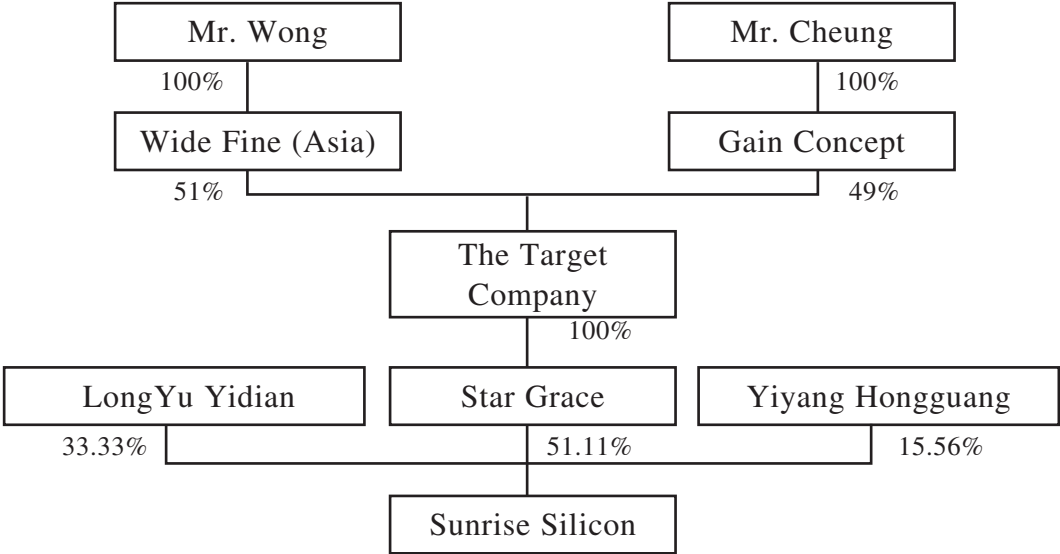 Mr. Wong
Mr. Cheung
100%
100%
Wide Fine (Asia)
Gain Concept
51%
49%
The Target
Company
100%
LongYu Yidian
Star Grace
Yiyang Hongguang
33.33%
51.11%
15.56%
Sunrise Silicon